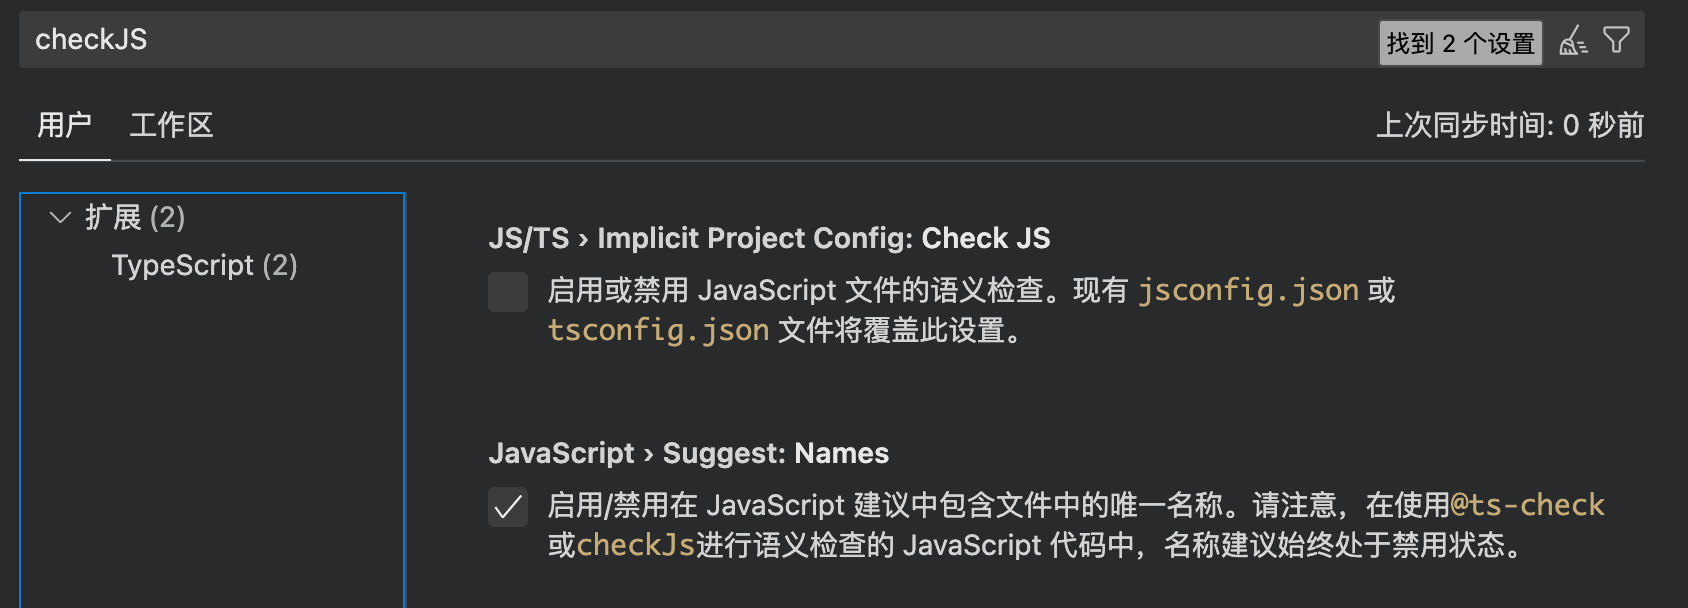 checkJS
找到 2 个设置
用户
工作区
上次同步时间: 0 秒前
扩展 (2)
TypeScript (2)
JS/TS › Implicit Project Config: Check JS
启用或禁用 JavaScript 文件的语义检查。现有 jsconfig.json 或
tsconfig.json 文件将覆盖此设置。
JavaScript › Suggest: Names
启用/禁用在 JavaScript 建议中包含文件中的唯一名称。请注意，在使用@ts-check
或checkJs进行语义检查的 JavaScript 代码中，名称建议始终处于禁用状态。